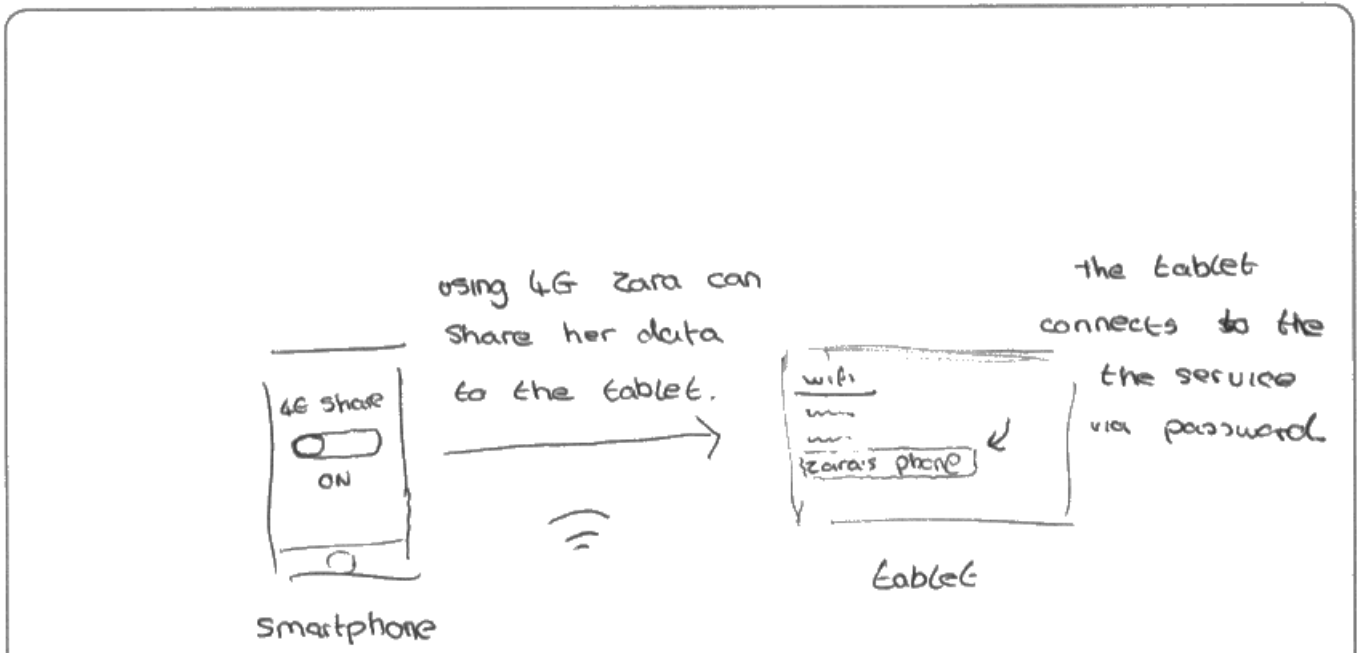 using 4G Zara can
share her data
to the tablet.
the tablet
connects to the
the service
via password
4G share
ON
wifi
Zara's phone
smartphone
tablet